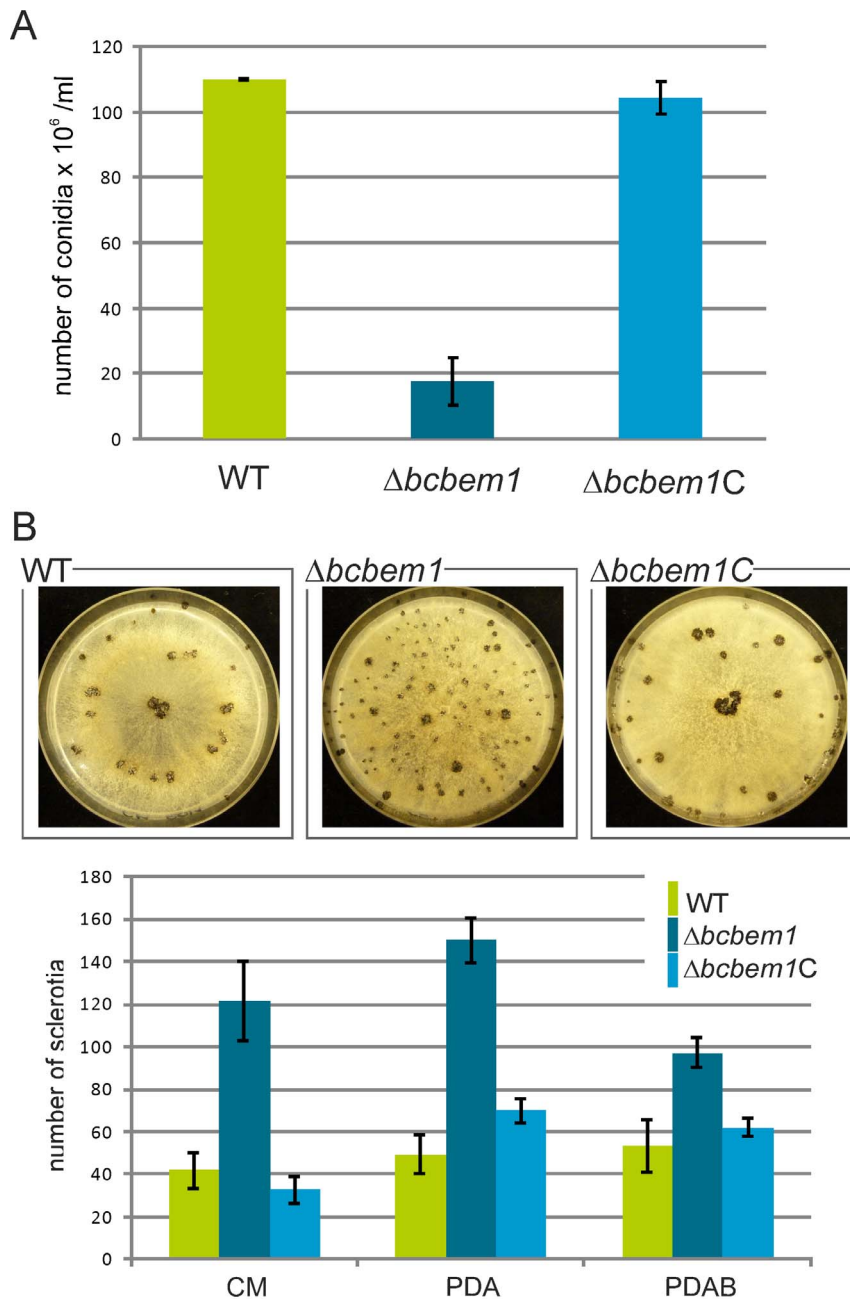 A
number of conidia x 10⁶ /ml
120
100
80
60
40
20
0
WT
Δbcbem1
Δbcbem1C
B
WT
Δbcbem1
Δbcbem1C
number of sclerotia
180
160
140
120
100
80
60
40
20
0
WT
Δbcbem1
Δbcbem1C
CM
PDA
PDAB